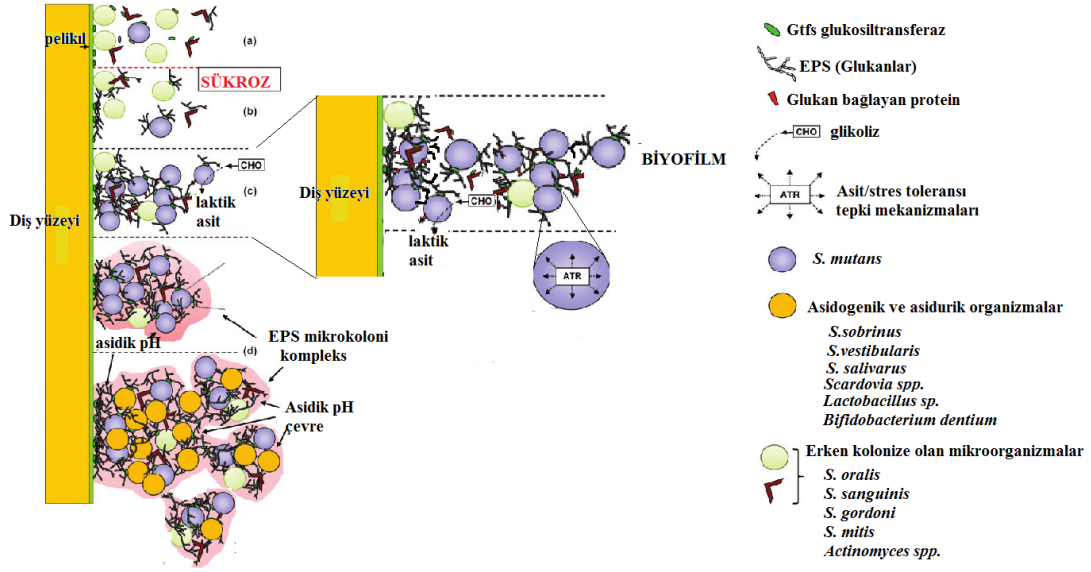 pelikıl
(a)
SÜKROZ
(b)
CHO
(c)
laktik
asit
Diş yüzeyi
asidik pH
EPS mikrokoloni
kompleks
(d)
Asidik pH
çevre
Diş yüzeyi
BİYOFİLM
CHO
laktik
asit
ATR
Gtfs glukosiltransferaz
EPS (Glukanlar)
Glukan bağlayan protein
CHO
glikoliz
ATR
Asit/stres toleransı
tepki mekanizmaları
S. mutans
Asidogenik ve asidurik organizmalar
S.sobrinus
S.vestibularis
S. salivarus
Scardovia spp.
Lactobacillus sp.
Bifidobacterium dentium
Erken kolonize olan mikroorganizmalar
S. oralis
S. sanguinis
S. gordoni
S. mitis
Actinomyces spp.